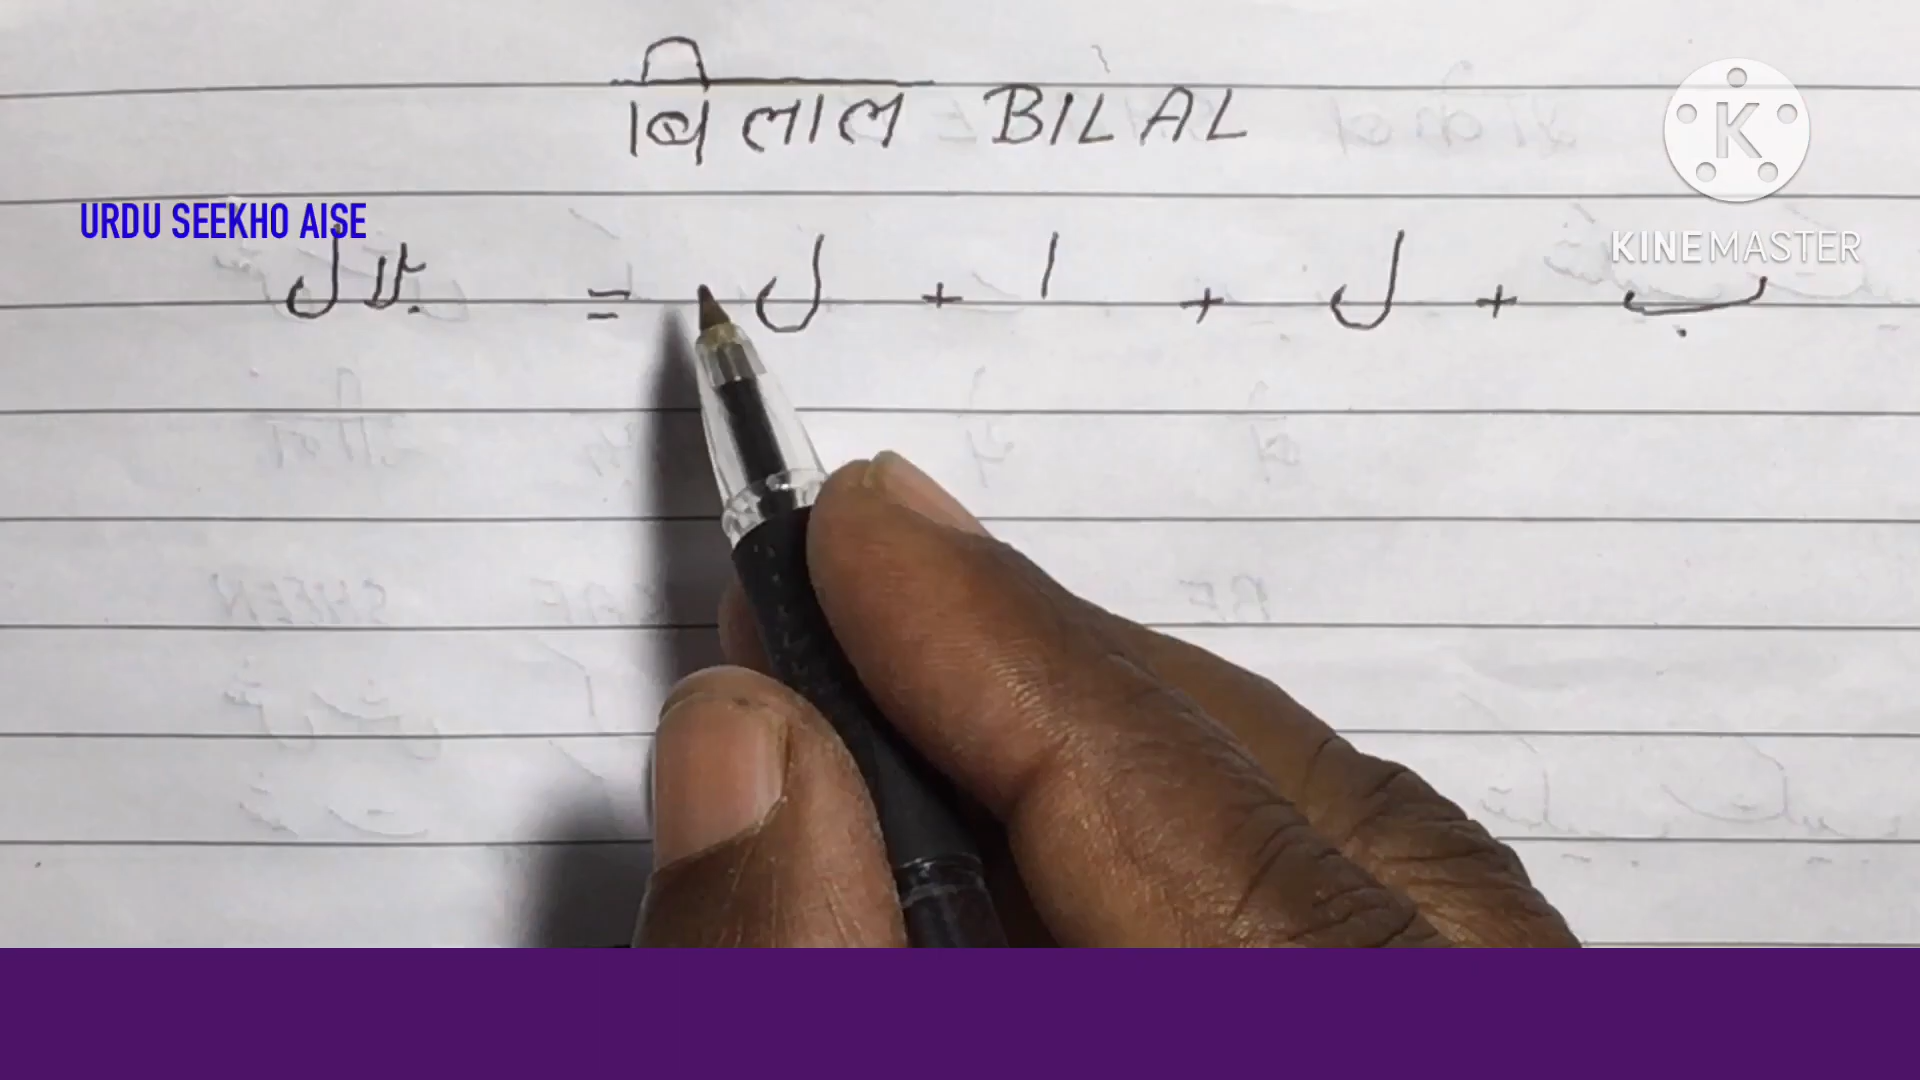 बिलाल BILAL
KINEMASTER
URDU SEEKHO AISE
ب + ل + ا + ل = بلال